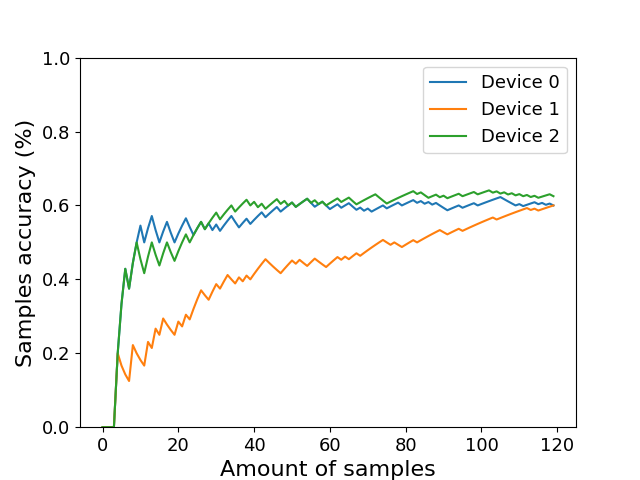 1.0
0.8
0.6
0.4
0.2
0.0
Samples accuracy (%)
Device 0
Device 1
Device 2
0 20 40 60 80 100 120
Amount of samples